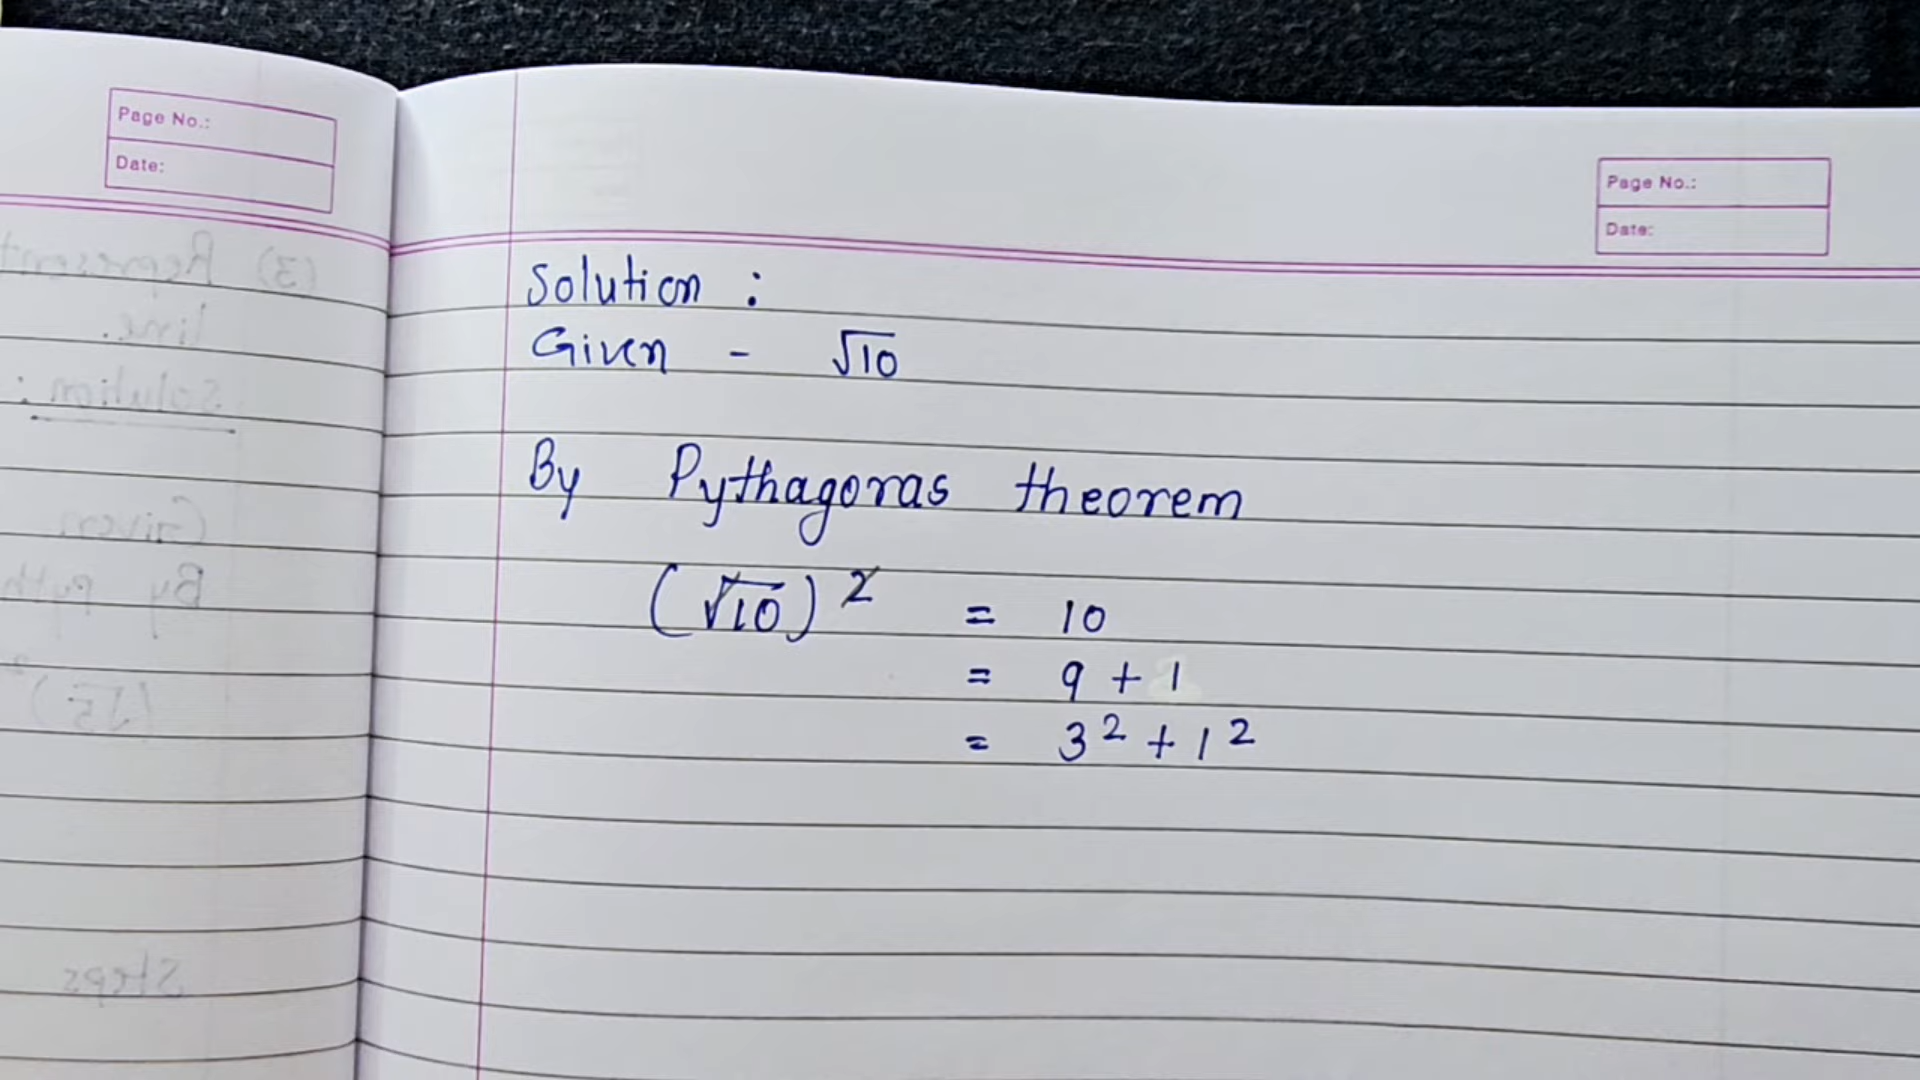 Page No.:
Date:
Page No.:
Date:
Solution :
Given - √10
By Pythagoras theorem
(√10)² = 10
= 9 + 1
= 3² + 1²